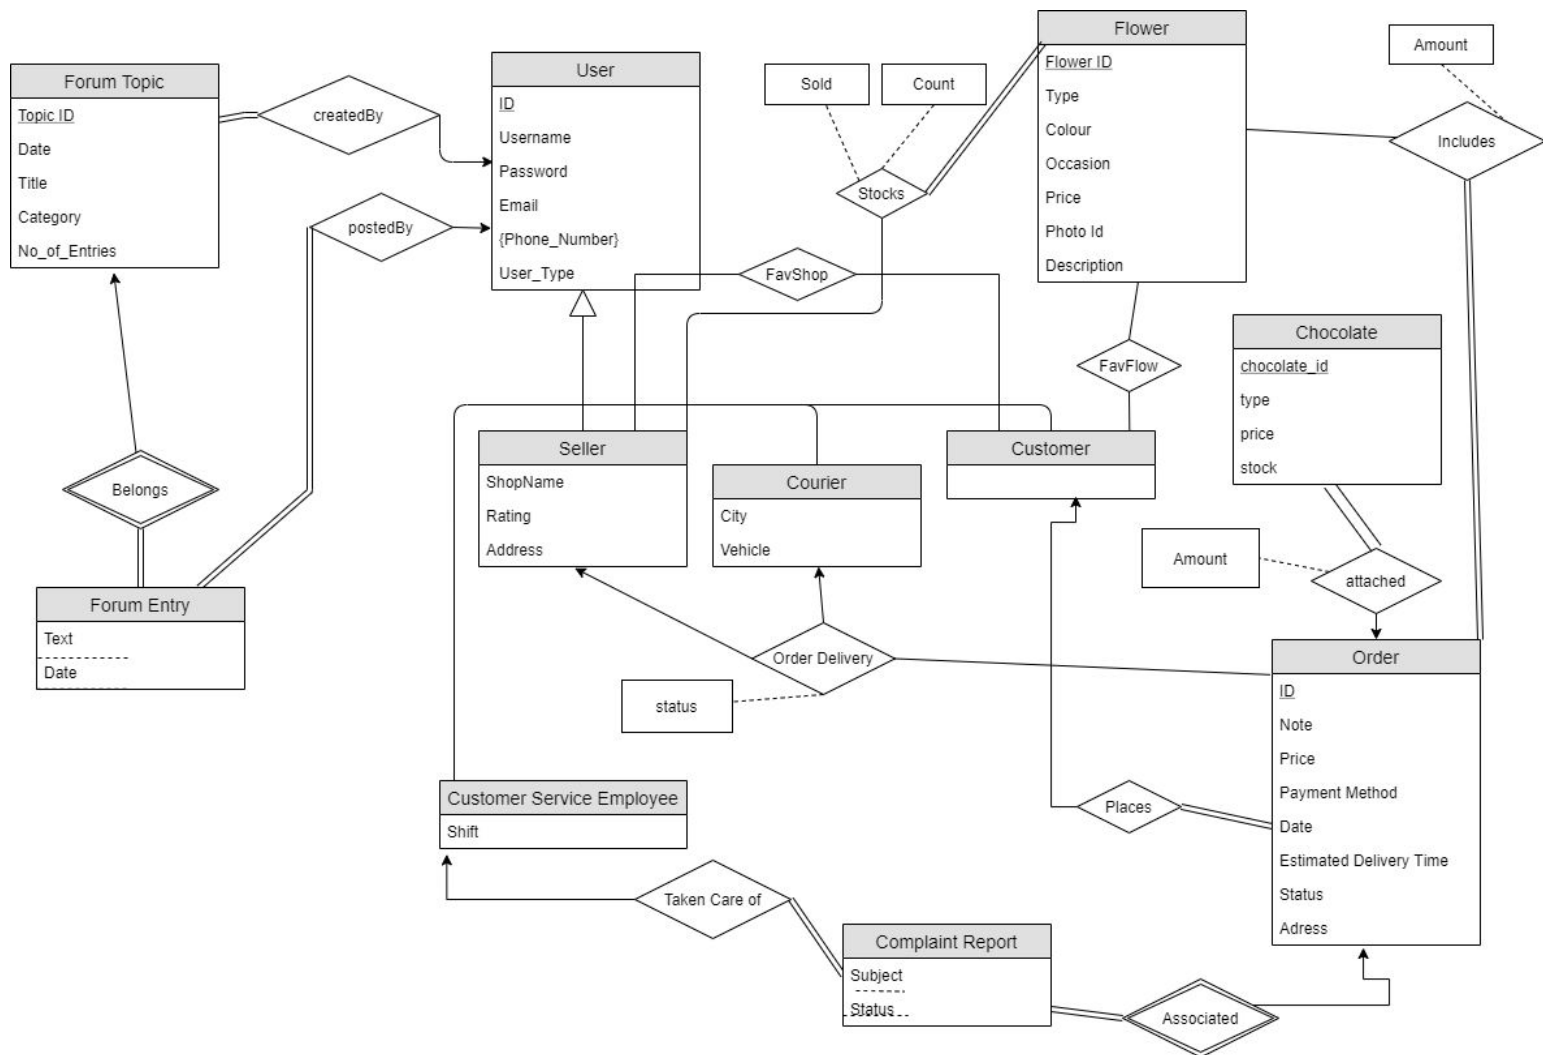 Forum Topic
Topic ID
Date
Title
Category
No_of_Entries
createdBy
postedBy
User
ID
Username
Password
Email
{Phone_Number}
User_Type
Sold
Count
Stocks
FavShop
Flower
Flower ID
Type
Colour
Occasion
Price
Photo Id
Description
Amount
Includes
FavFlow
Chocolate
chocolate_id
type
price
stock
Belongs
Forum Entry
Text
Date
Seller
ShopName
Rating
Address
Courier
City
Vehicle
Customer
Amount
attached
Order Delivery
status
Order
ID
Note
Price
Payment Method
Date
Estimated Delivery Time
Status
Adress
Customer Service Employee
Shift
Places
Taken Care of
Complaint Report
Subject
Status
Associated